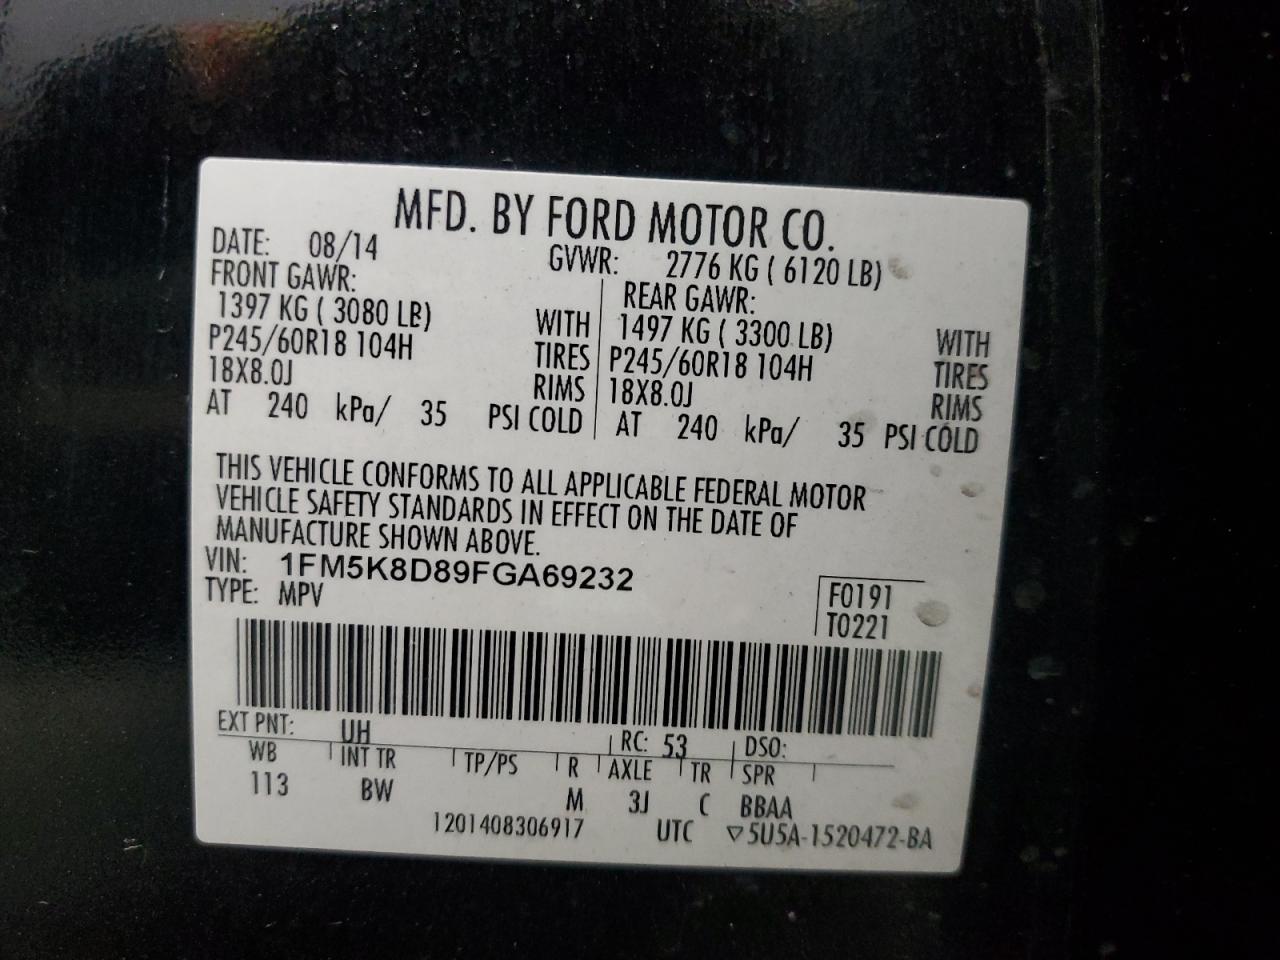 MFD. BY FORD MOTOR CO.
DATE: 08/14 GVWR: 2776 KG ( 6120 LB)
FRONT GAWR: REAR GAWR:
1397 KG ( 3080 LB) WITH 1497 KG ( 3300 LB) WITH
P245/60R18 104H TIRES P245/60R18 104H TIRES
18X8.0J RIMS 18X8.0J RIMS
AT 240 kPa/ 35 PSI COLD AT 240 kPa/ 35 PSI COLD
THIS VEHICLE CONFORMS TO ALL APPLICABLE FEDERAL MOTOR
VEHICLE SAFETY STANDARDS IN EFFECT ON THE DATE OF
MANUFACTURE SHOWN ABOVE.
VIN: 1FM5K8D89FGA69232
TYPE: MPV F0191
T0221
EXT PNT: UH RC: 53 DSO:
WB INT TR TP/PS R AXLE TR SPR
113 BW M 3J C BBAA
1201408306917 UTC ▽5U5A-1520472-BA